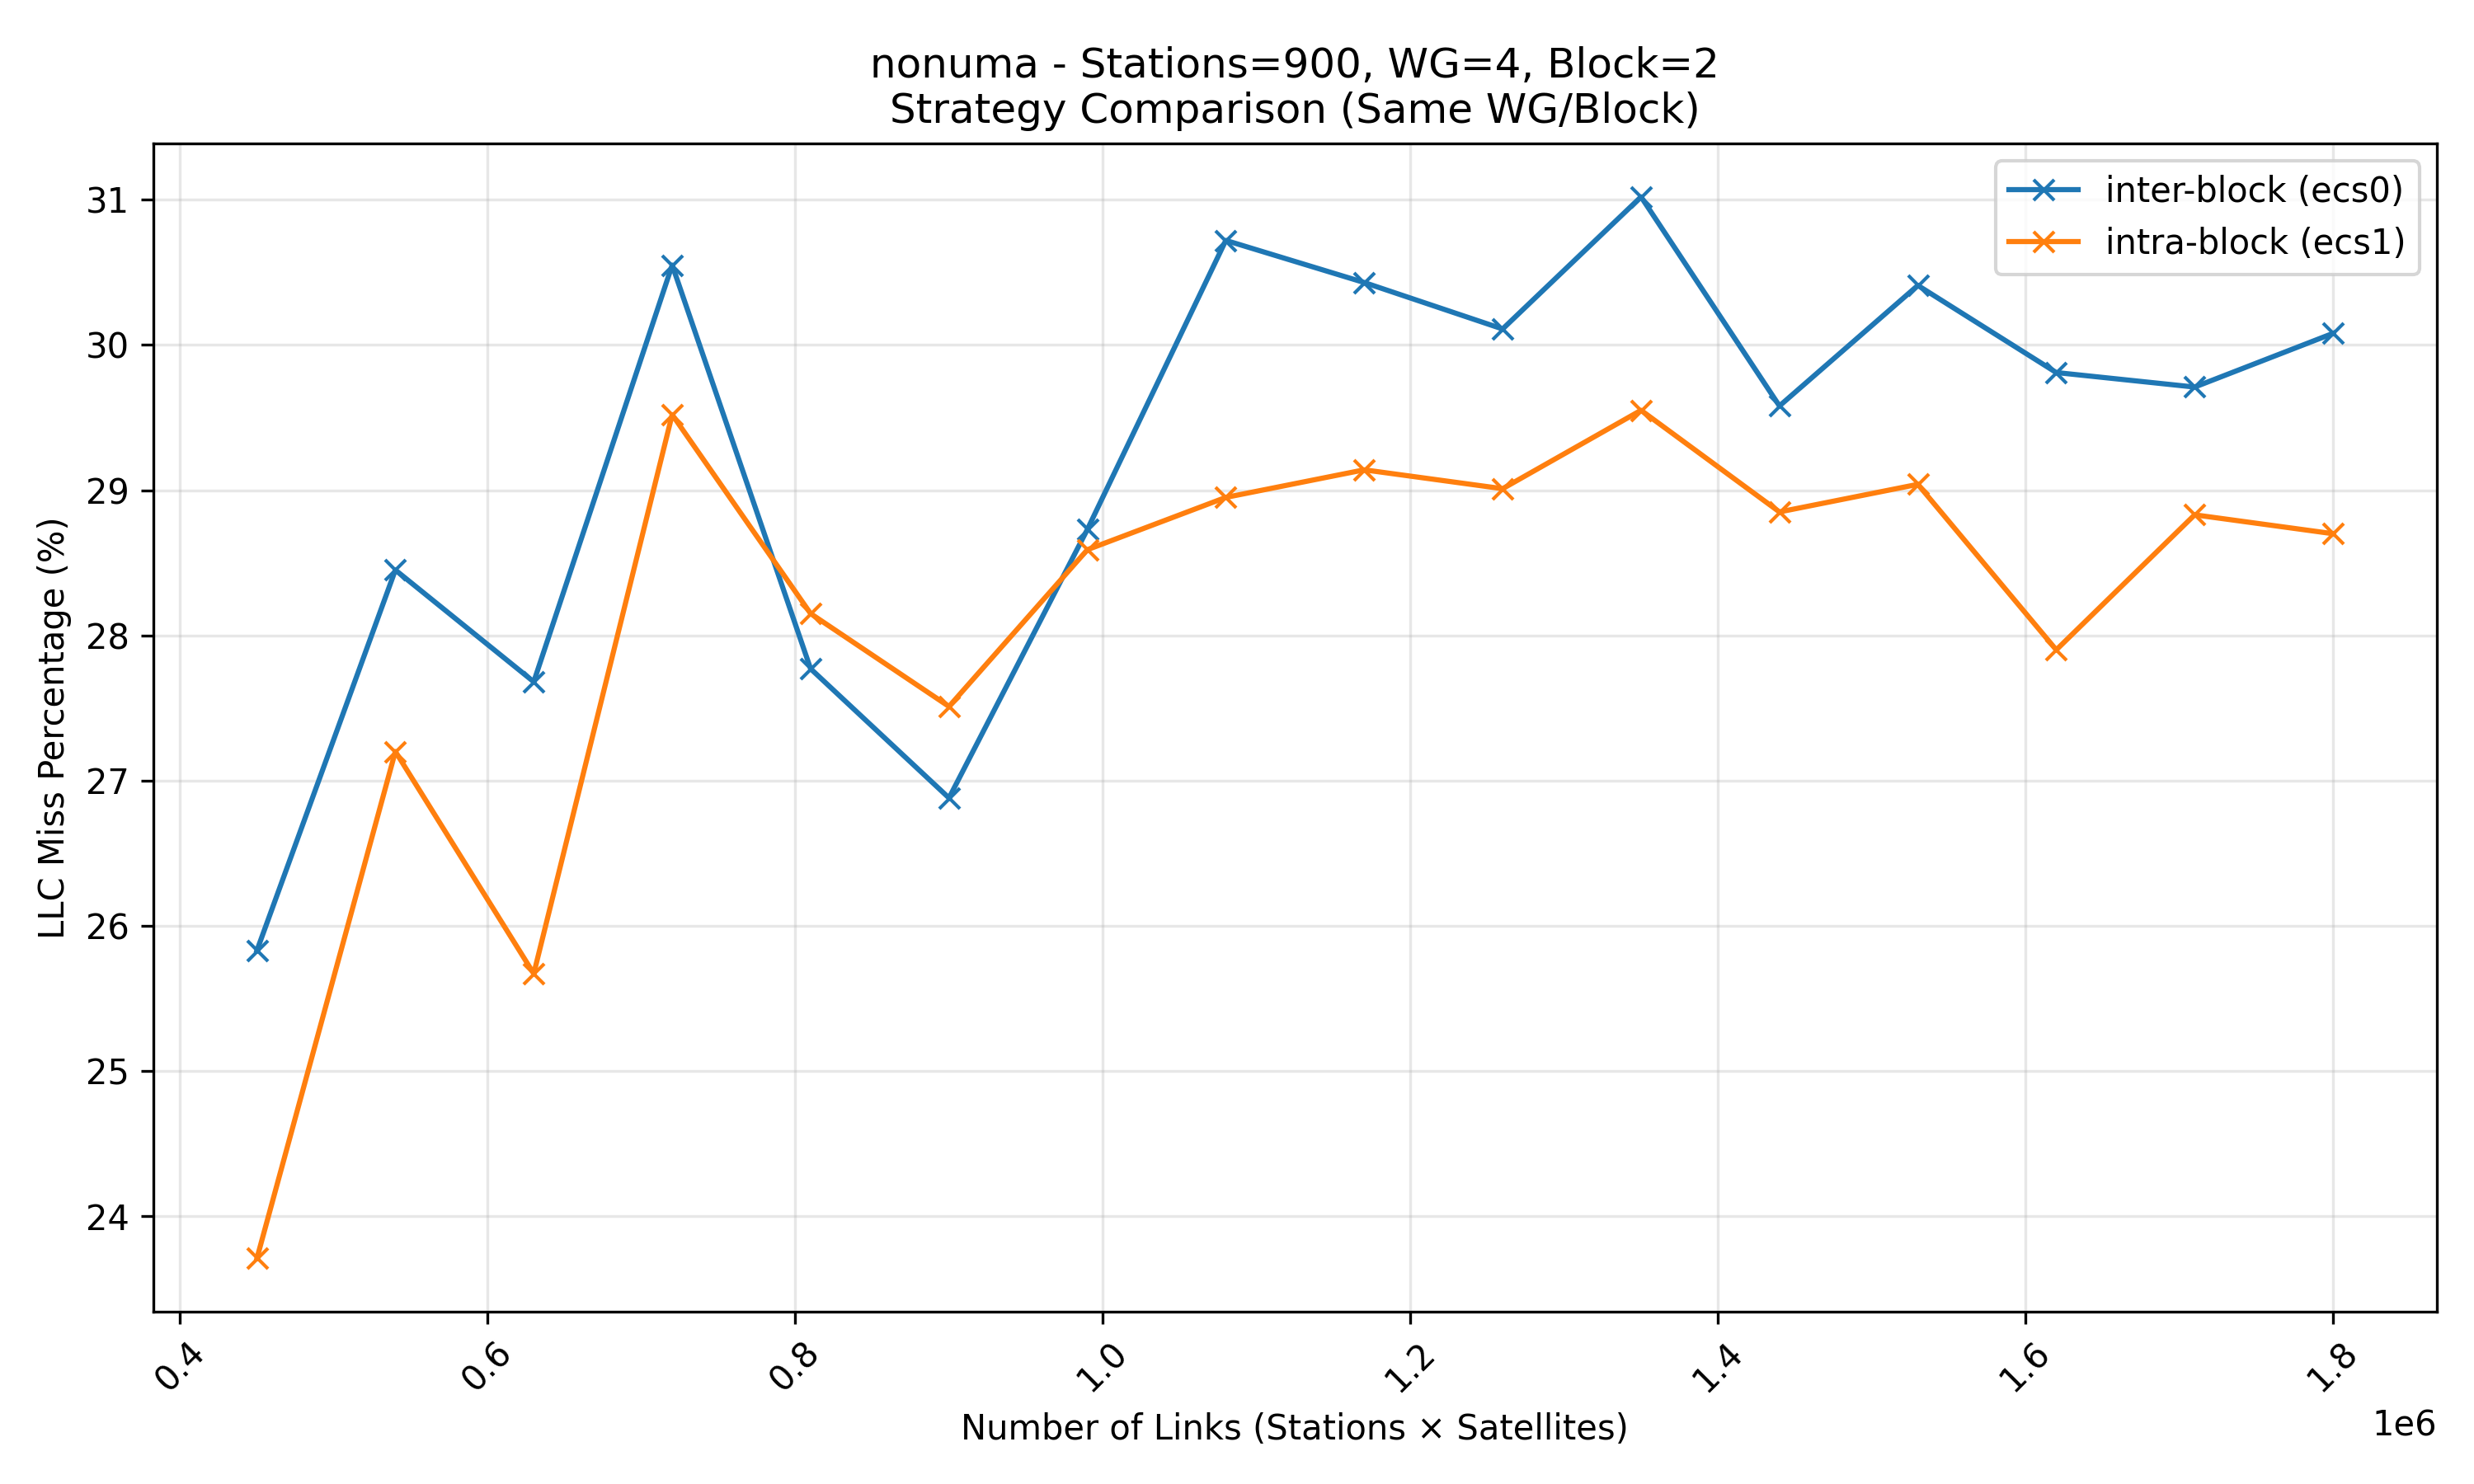 nonuma - Stations=900, WG=4, Block=2
Strategy Comparison (Same WG/Block)
inter-block (ecs0)
intra-block (ecs1)
LLC Miss Percentage (%)
31
30
29
28
27
26
25
24
0.4
0.6
0.8
1.0
1.2
1.4
1.6
1.8
1e6
Number of Links (Stations × Satellites)